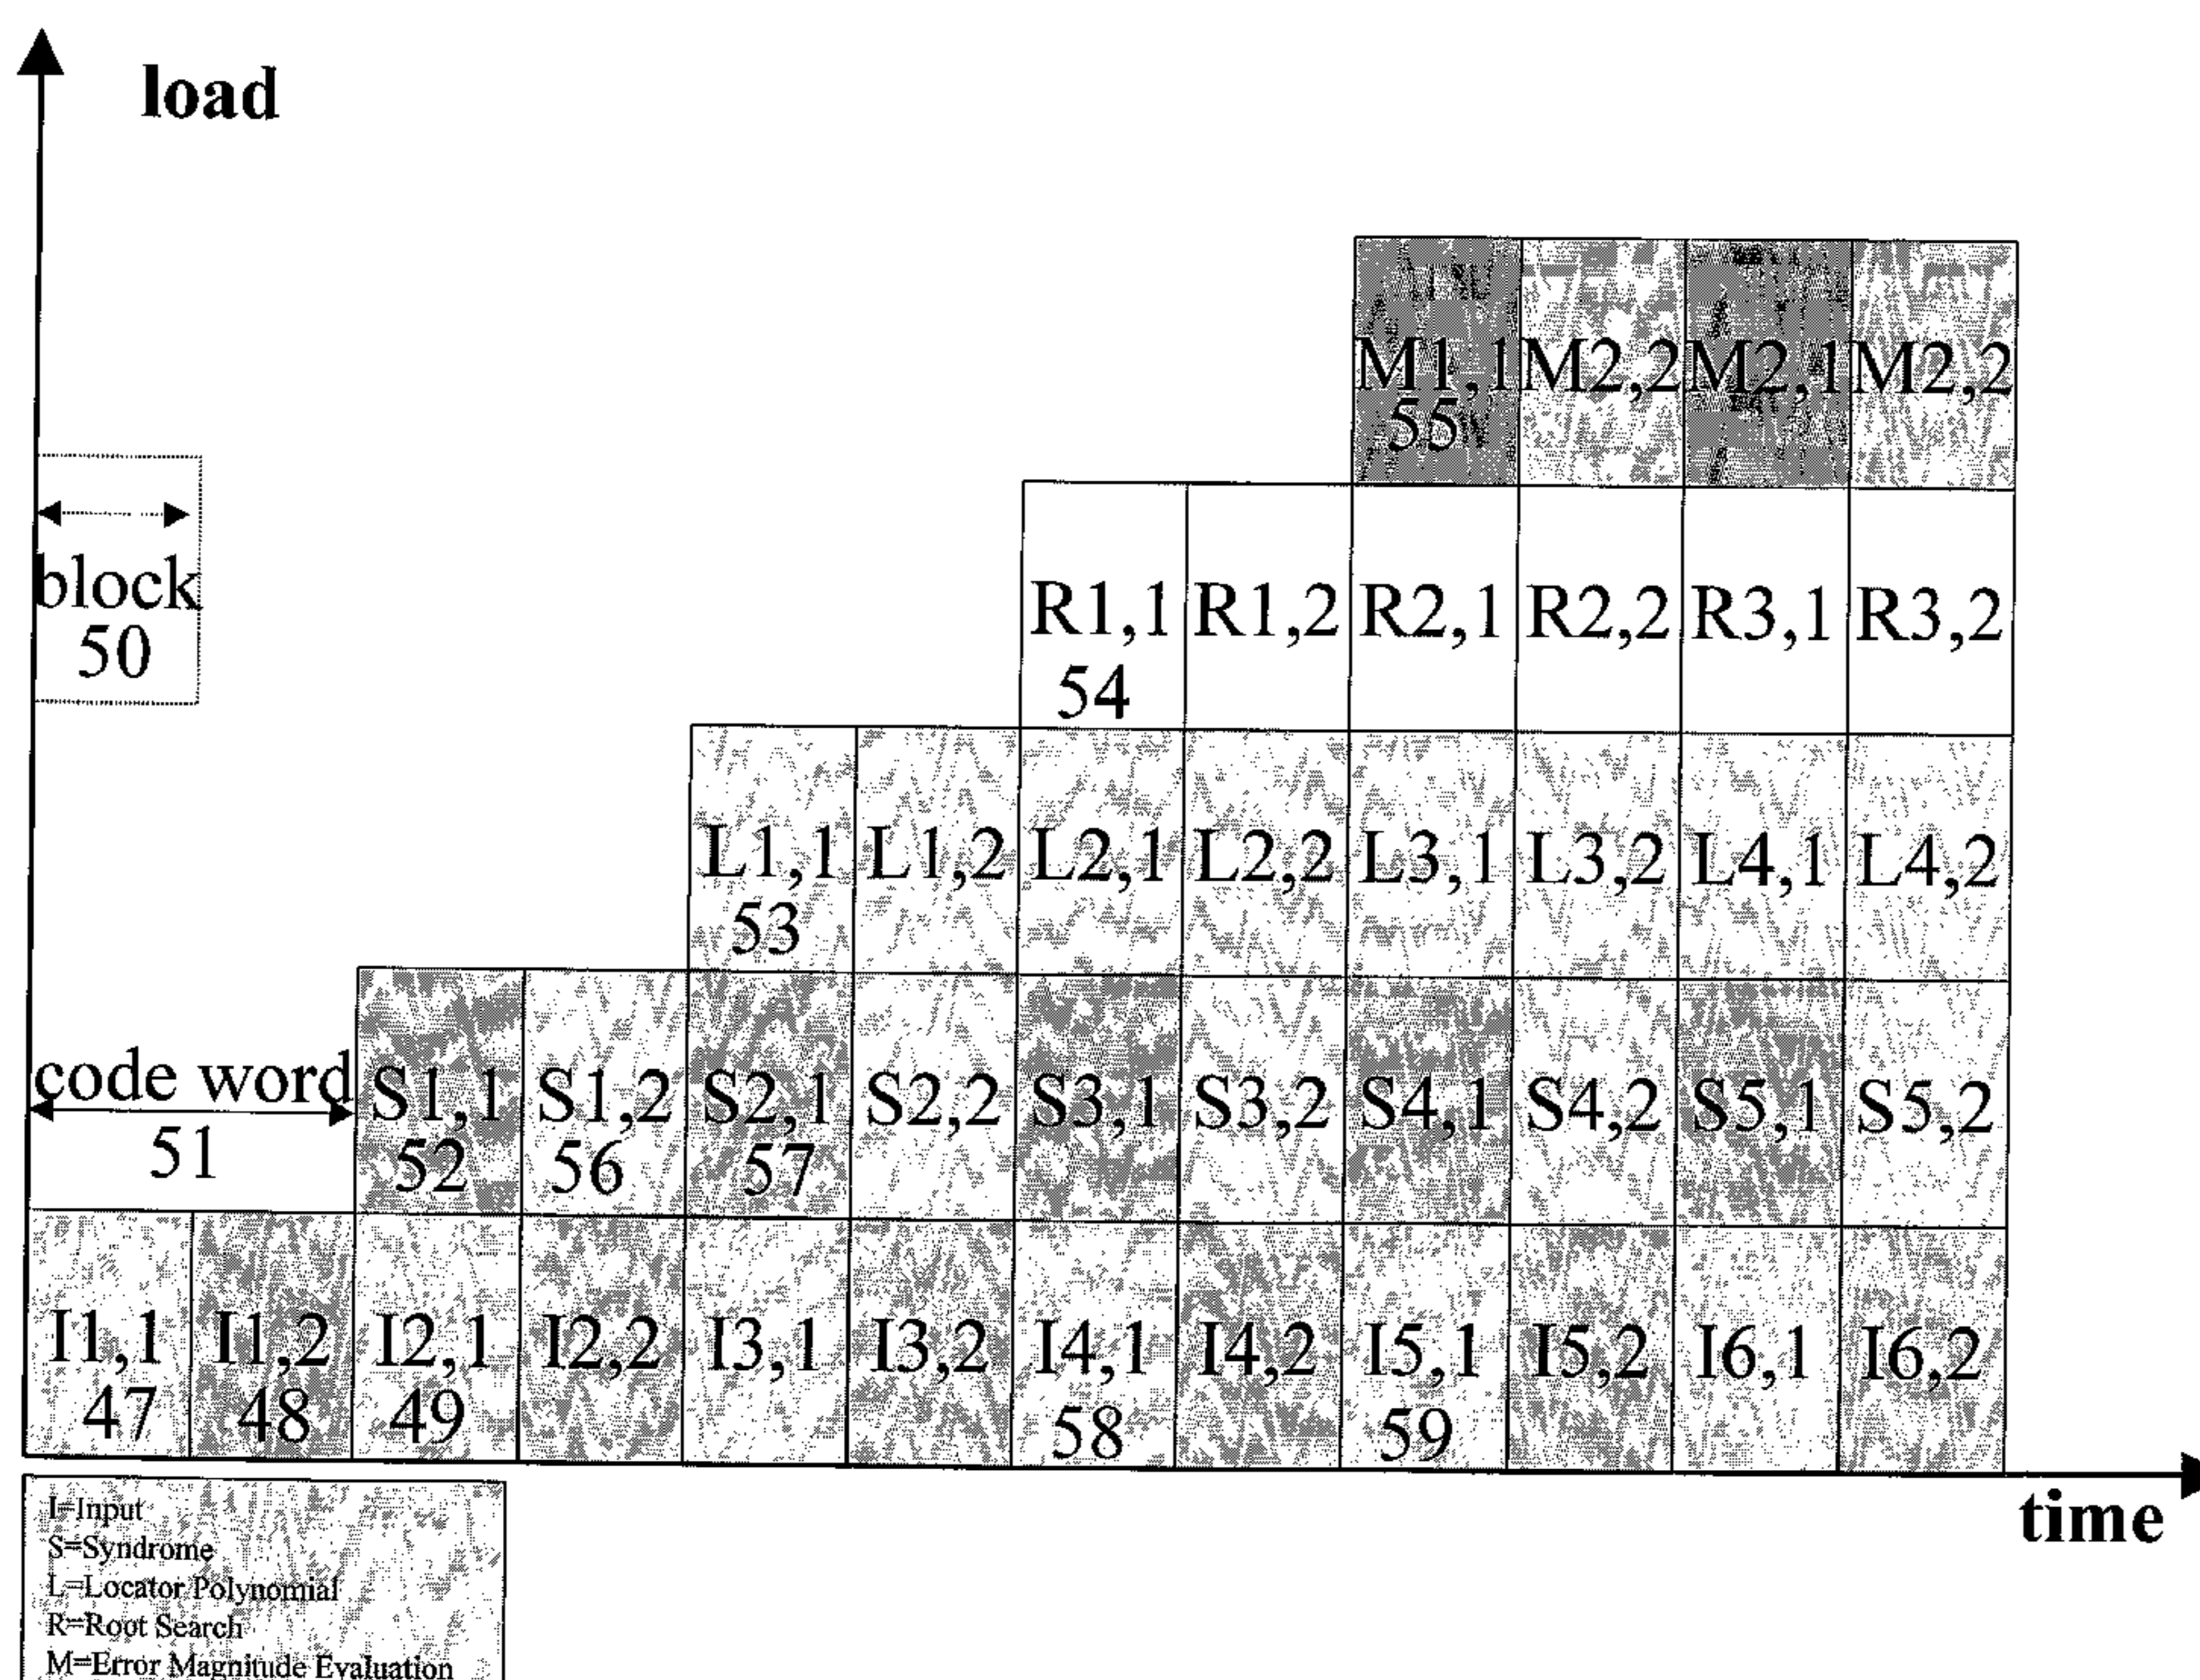 load
M1,1 M2,2 M2,1 M2,2
55
block
50
R1,1 R1,2 R2,1 R2,2 R3,1 R3,2
54
L1,1 L1,2 L2,1 L2,2 L3,1 L3,2 L4,1 L4,2
53
code word S1,1 S1,2 S2,1 S2,2 S3,1 S3,2 S4,1 S4,2 S5,1 S5,2
51 52 56 57
I1,1 I1,2 I2,1 I2,2 I3,1 I3,2 I4,1 I4,2 I5,1 I5,2 I6,1 I6,2
47 48 49 58 59
time
I=Input
S=Syndrome
L=Locator Polynomial
R=Root Search
M=Error Magnitude Evaluation